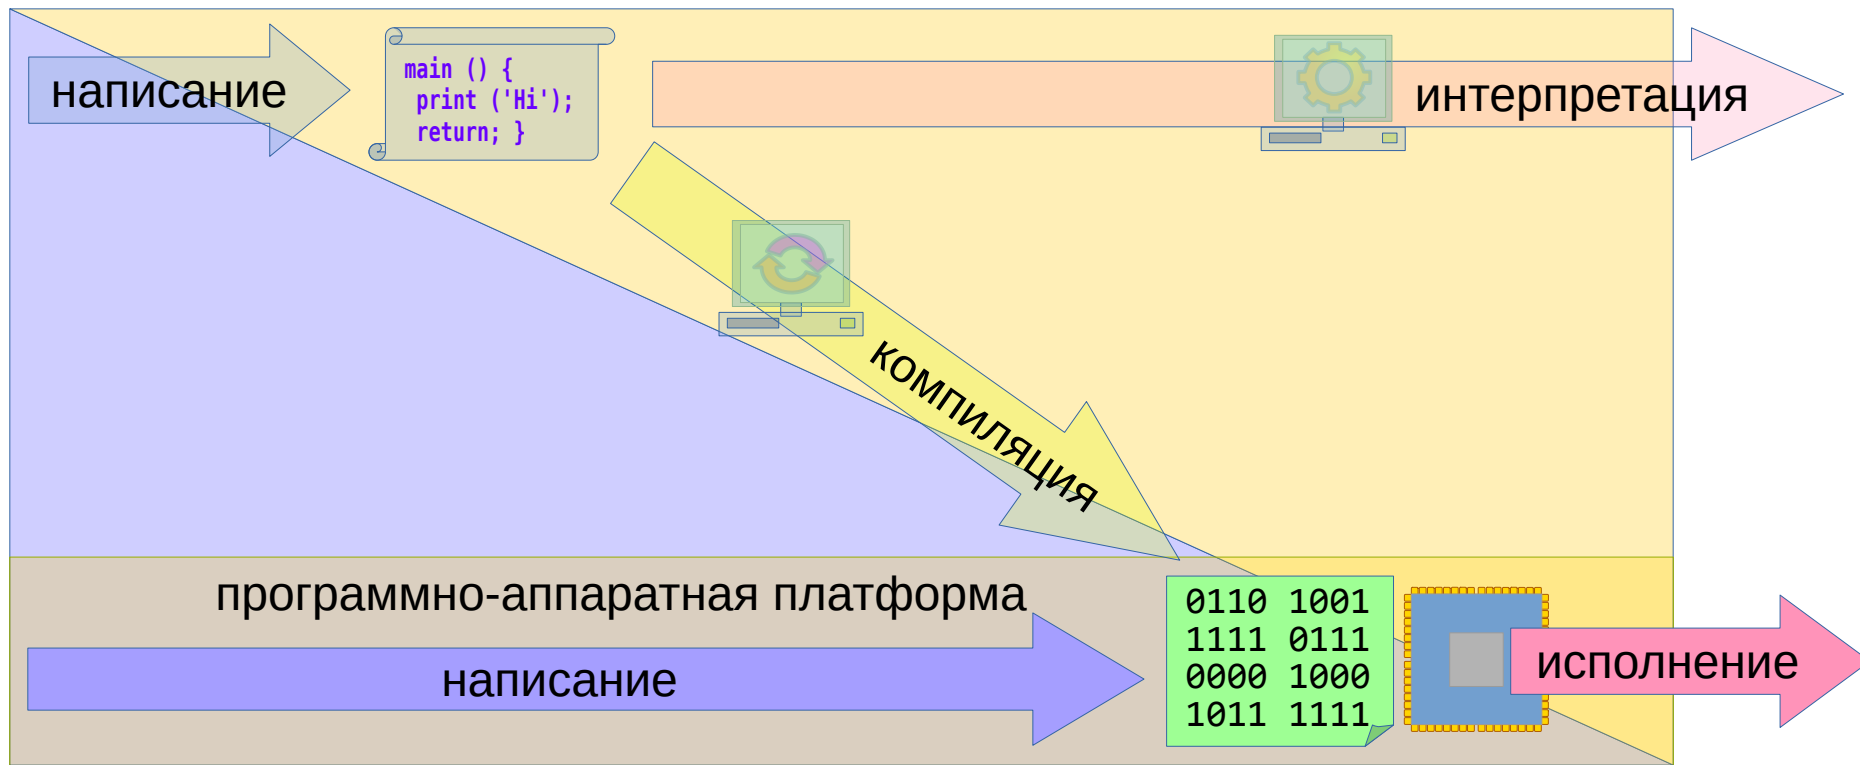 написание
main () {
print ('Hi');
return; }
интерпретация
компиляция
программно-аппаратная платформа
написание
0110 1001
1111 0111
0000 1000
1011 1111
исполнение